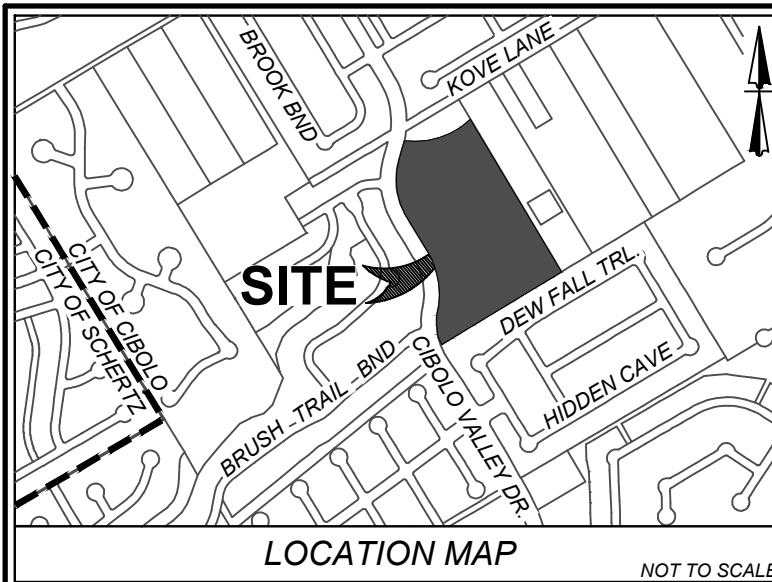 BROOK BND
KOVE LANE
CITY OF CIBOLO
CITY OF SCHERTZ
SITE
DEW FALL TRL.
BRUSH TRAIL BND
CIBOLO VALLEY DR.
HIDDEN CAVE
LOCATION MAP
NOT TO SCALE